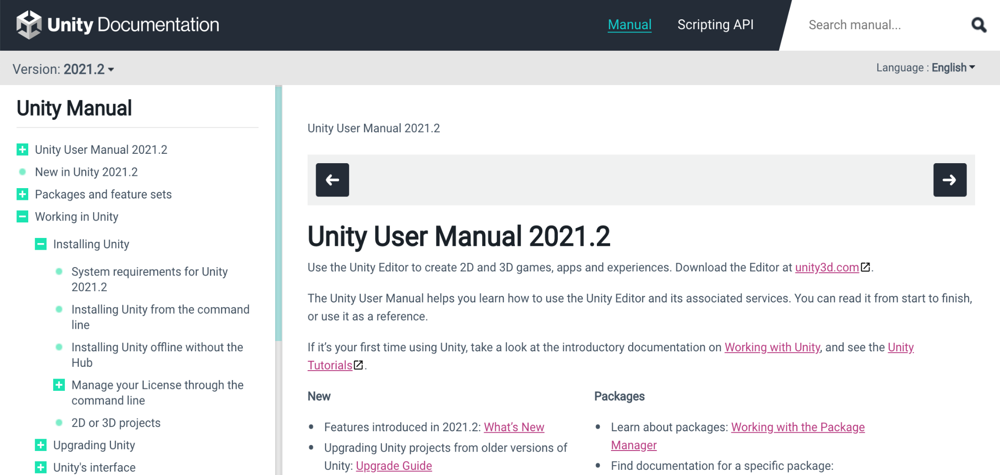 Unity Documentation
Manual
Scripting API
Search manual...
Version: 2021.2
Language : English
Unity Manual
Unity User Manual 2021.2
New in Unity 2021.2
Packages and feature sets
Working in Unity
Installing Unity
System requirements for Unity
2021.2
Installing Unity from the command
line
Installing Unity offline without the
Hub
Manage your License through the
command line
2D or 3D projects
Upgrading Unity
Unity's interface
Unity User Manual 2021.2
Unity User Manual 2021.2
Use the Unity Editor to create 2D and 3D games, apps and experiences. Download the Editor at unity3d.com.
The Unity User Manual helps you learn how to use the Unity Editor and its associated services. You can read it from start to finish,
or use it as a reference.
If it’s your first time using Unity, take a look at the introductory documentation on Working with Unity, and see the Unity
Tutorials.
New
Features introduced in 2021.2: What’s New
Upgrading Unity projects from older versions of
Unity: Upgrade Guide
Packages
Learn about packages: Working with the Package
Manager
Find documentation for a specific package: